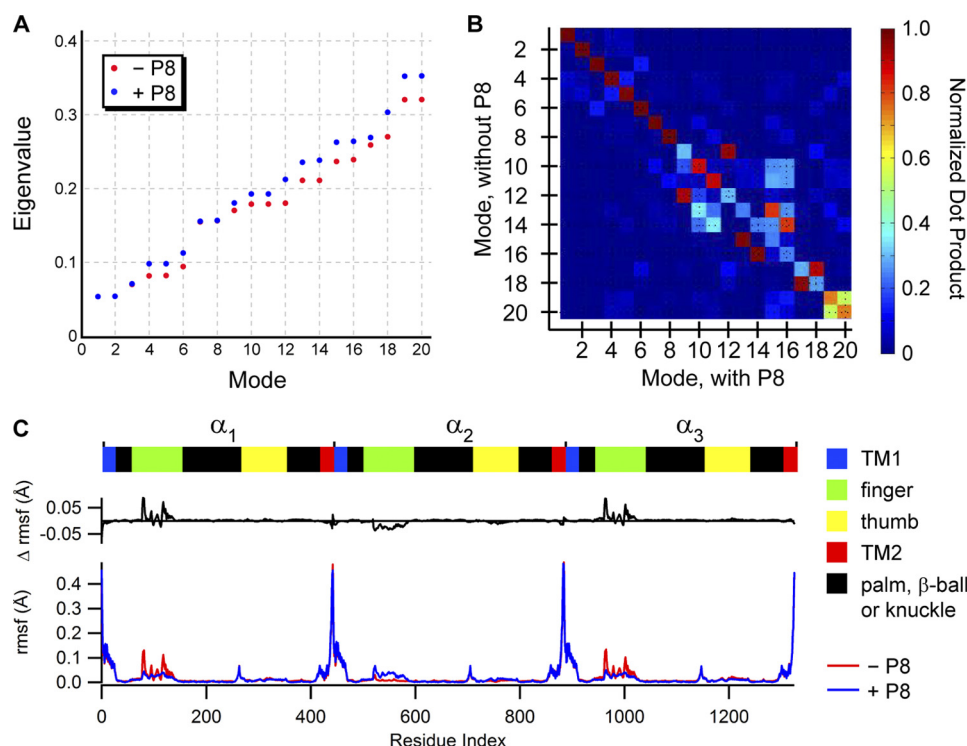 A
Eigenvalue
0.4
0.3
0.2
0.1
0
− P8
+ P8
0 2 4 6 8 10 12 14 16 18 20
Mode
B
Mode, without P8
2
4
6
8
10
12
14
16
18
20
2 4 6 8 10 12 14 16 18 20
Mode, with P8
1.0
0.8
0.6
0.4
0.2
0
Normalized Dot Product
C
α1 α2 α3
Δ rmsf (Å)
0.05
-0.05
rmsf (Å)
0.4
0.3
0.2
0.1
0.0
0 200 400 600 800 1000 1200
Residue Index
TM1
finger
thumb
TM2
palm, β-ball
or knuckle
− P8
+ P8